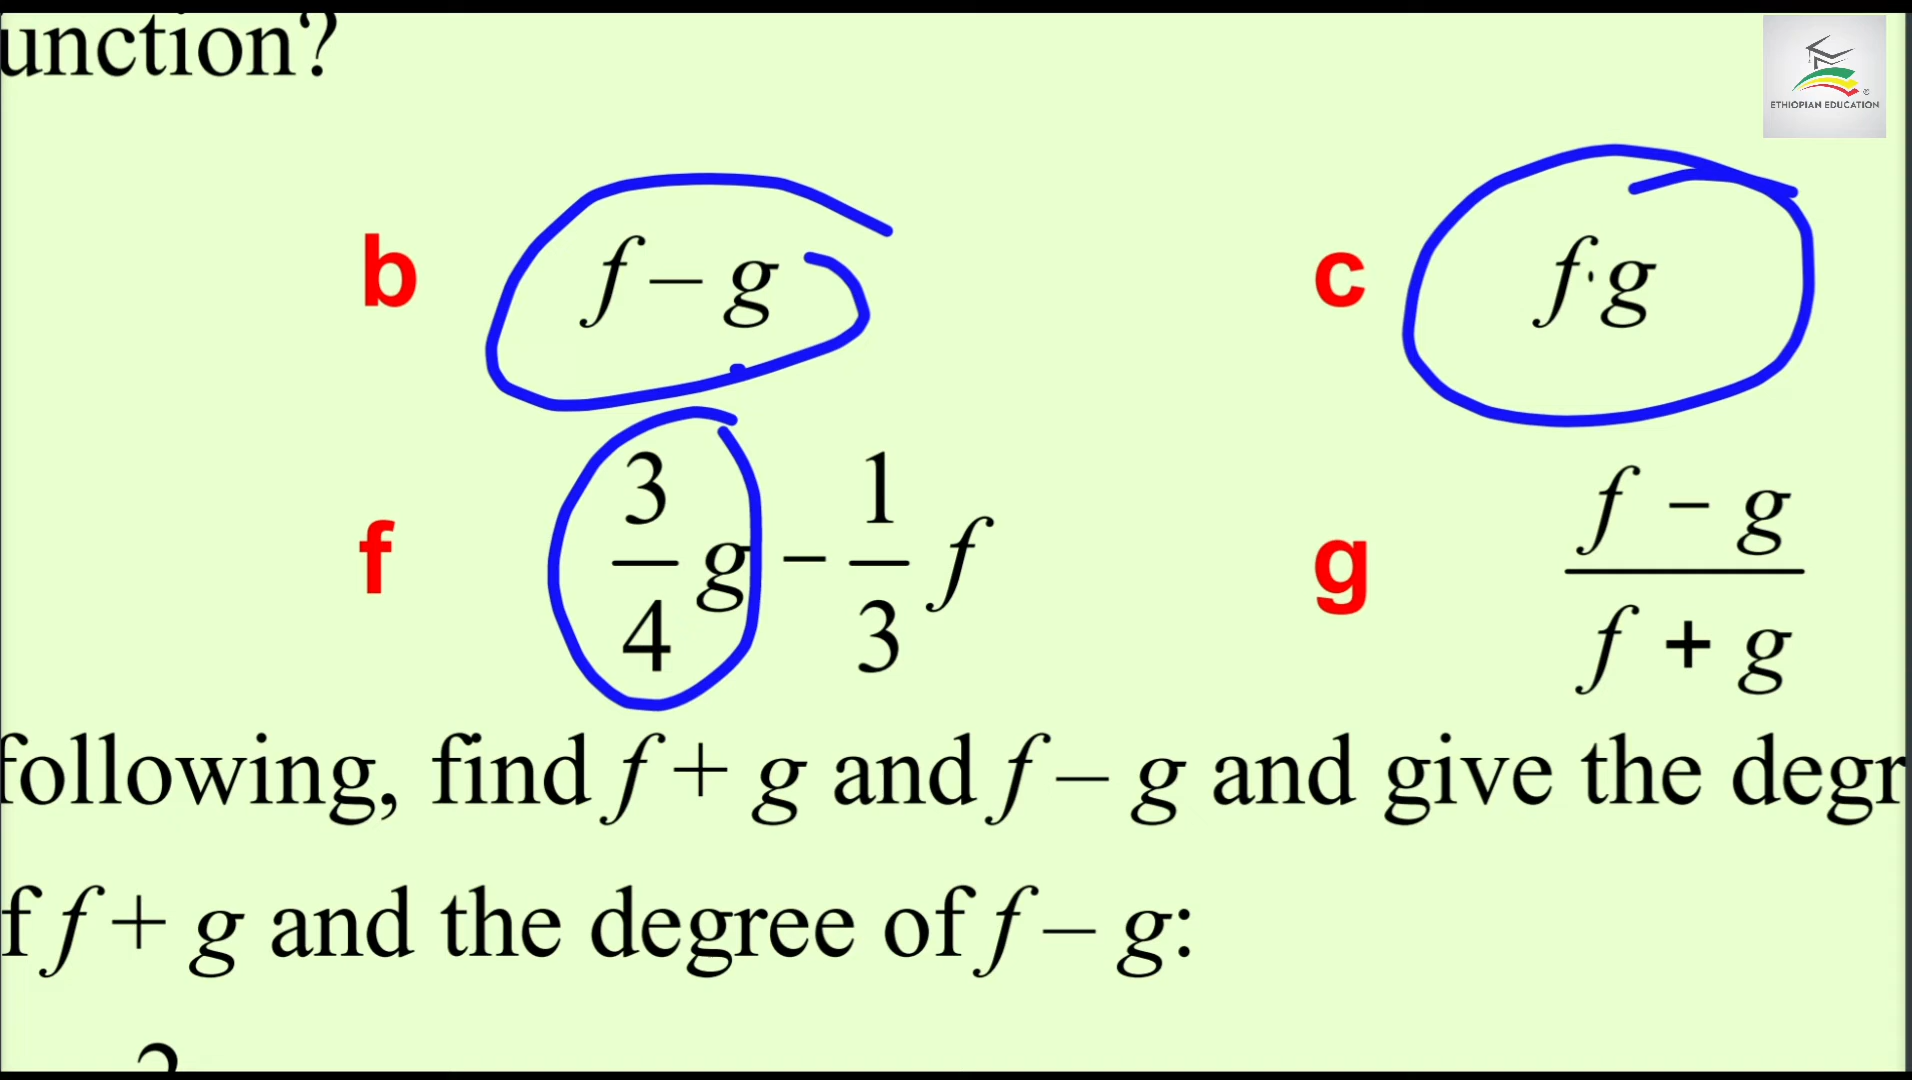 unction?
ETHIOPIAN EDUCATION
b f – g c f·g
f 3/4 g – 1/3 f g (f – g)/(f + g)
following, find f + g and f – g and give the degr
f f + g and the degree of f – g: